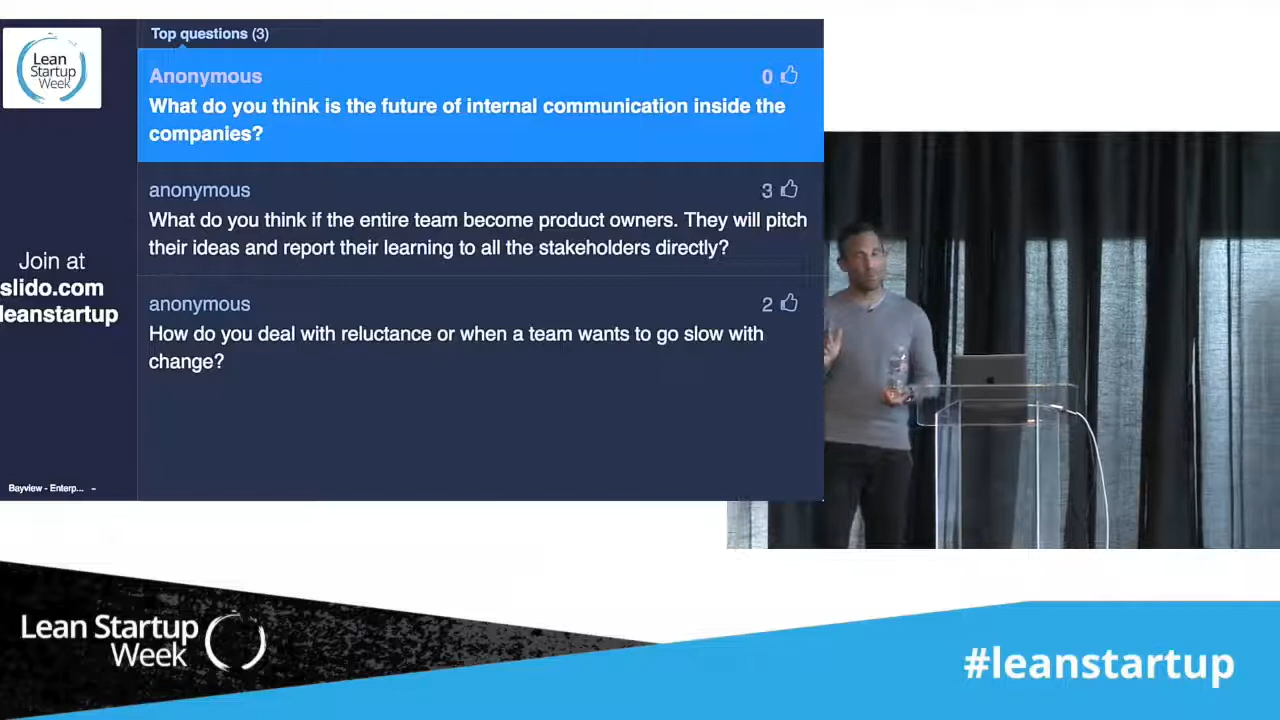 Lean
Startup
Week
Join at
slido.com
leanstartup
Bayview - Enterp... –
Top questions (3)
Anonymous
0
What do you think is the future of internal communication inside the
companies?
anonymous
3
What do you think if the entire team become product owners. They will pitch
their ideas and report their learning to all the stakeholders directly?
anonymous
2
How do you deal with reluctance or when a team wants to go slow with
change?
Lean Startup
Week
#leanstartup